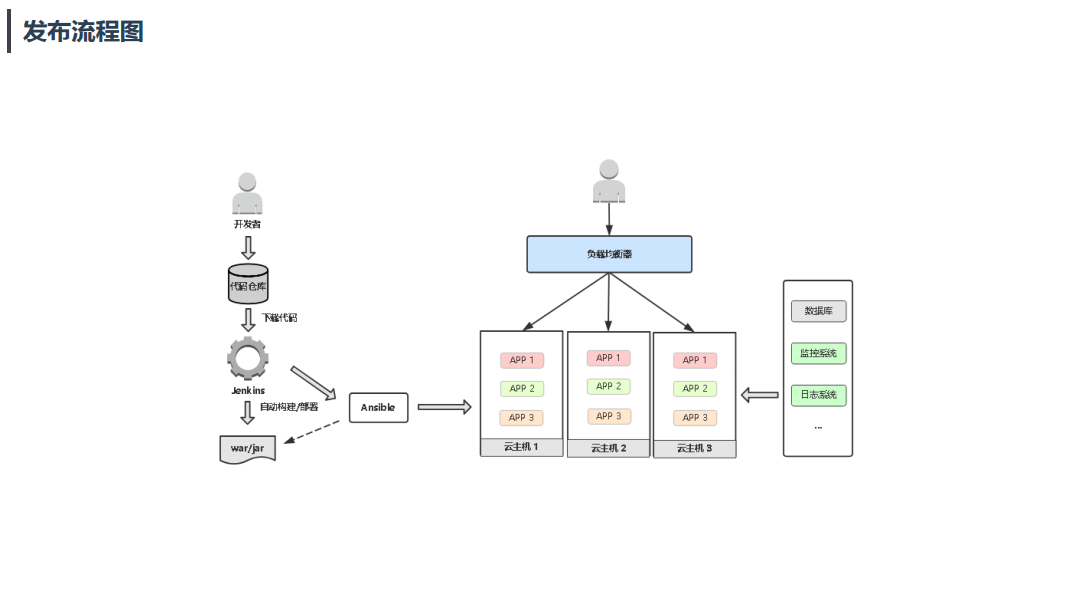 发布流程图
开发者
代码仓库
下载代码
Jenkins
自动构建/部署
war/jar
Ansible
负载均衡器
APP 1
APP 2
APP 3
云主机 1
APP 1
APP 2
APP 3
云主机 2
APP 1
APP 2
APP 3
云主机 3
数据库
监控系统
日志系统
...